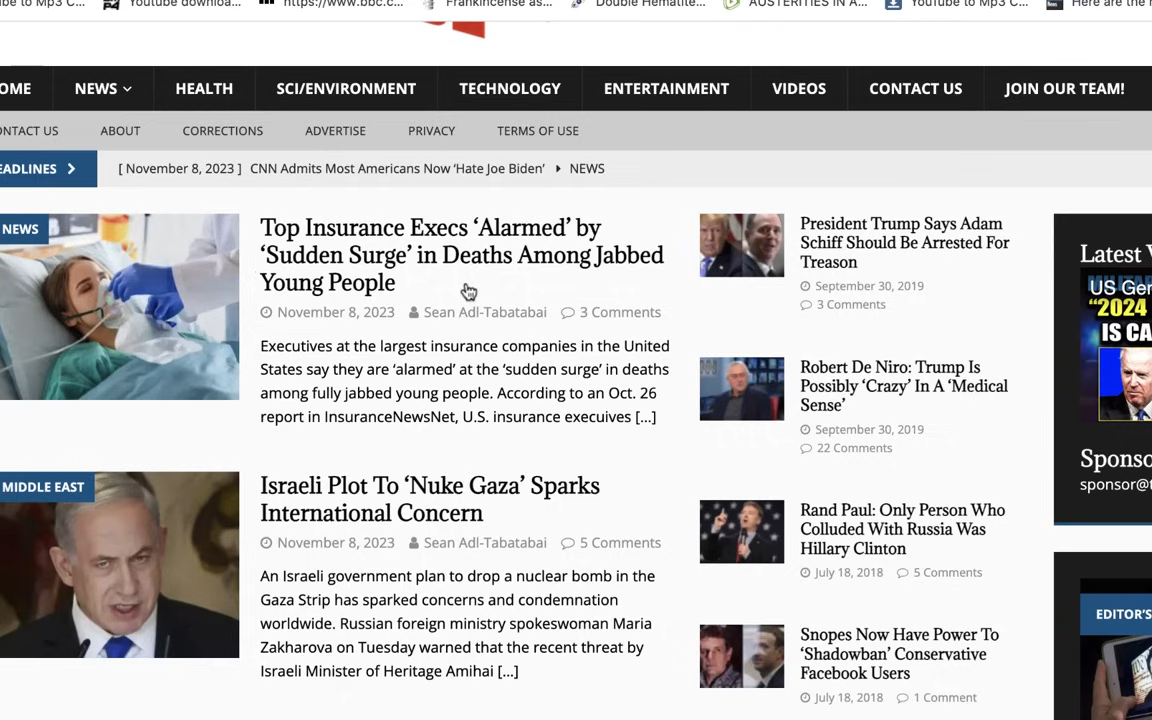 be to Mp3 C...
Youtube downloa...
https://www.bbc.c...
Frankincense as...
Double Hematite...
AUSTERITIES IN A...
YouTube to Mp3 C...
Here are the
OME
NEWS
HEALTH
SCI/ENVIRONMENT
TECHNOLOGY
ENTERTAINMENT
VIDEOS
CONTACT US
JOIN OUR TEAM!
ONTACT US
ABOUT
CORRECTIONS
ADVERTISE
PRIVACY
TERMS OF USE
EADLINES
[ November 8, 2023 ] CNN Admits Most Americans Now ‘Hate Joe Biden’ NEWS
NEWS
Top Insurance Execs ‘Alarmed’ by
‘Sudden Surge’ in Deaths Among Jabbed
Young People
November 8, 2023 Sean Adl-Tabatabai 3 Comments
Executives at the largest insurance companies in the United
States say they are ‘alarmed’ at the ‘sudden surge’ in deaths
among fully jabbed young people. According to an Oct. 26
report in InsuranceNewsNet, U.S. insurance execuives [...]
MIDDLE EAST
Israeli Plot To ‘Nuke Gaza’ Sparks
International Concern
November 8, 2023 Sean Adl-Tabatabai 5 Comments
An Israeli government plan to drop a nuclear bomb in the
Gaza Strip has sparked concerns and condemnation
worldwide. Russian foreign ministry spokeswoman Maria
Zakharova on Tuesday warned that the recent threat by
Israeli Minister of Heritage Amihai [...]
President Trump Says Adam
Schiff Should Be Arrested For
Treason
September 30, 2019
3 Comments
Robert De Niro: Trump Is
Possibly ‘Crazy’ In A ‘Medical
Sense’
September 30, 2019
22 Comments
Rand Paul: Only Person Who
Colluded With Russia Was
Hillary Clinton
July 18, 2018 5 Comments
Snopes Now Have Power To
‘Shadowban’ Conservative
Facebook Users
July 18, 2018 1 Comment
Latest
US Ger
“2024
IS CA
Sponso
sponsor@t
EDITOR’S